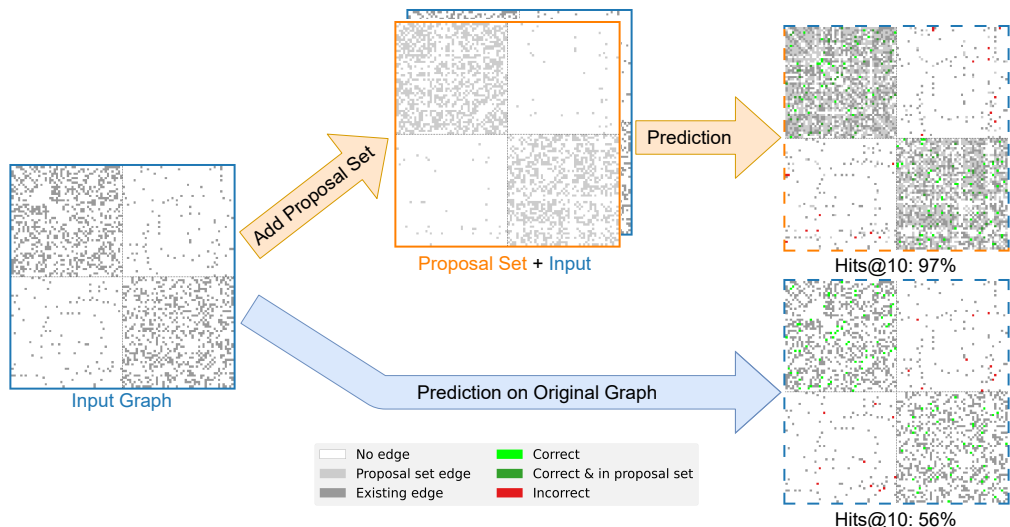 Add Proposal Set
Prediction
Proposal Set + Input
Hits@10: 97%
Input Graph
Prediction on Original Graph
No edge
Proposal set edge
Existing edge
Correct
Correct & in proposal set
Incorrect
Hits@10: 56%